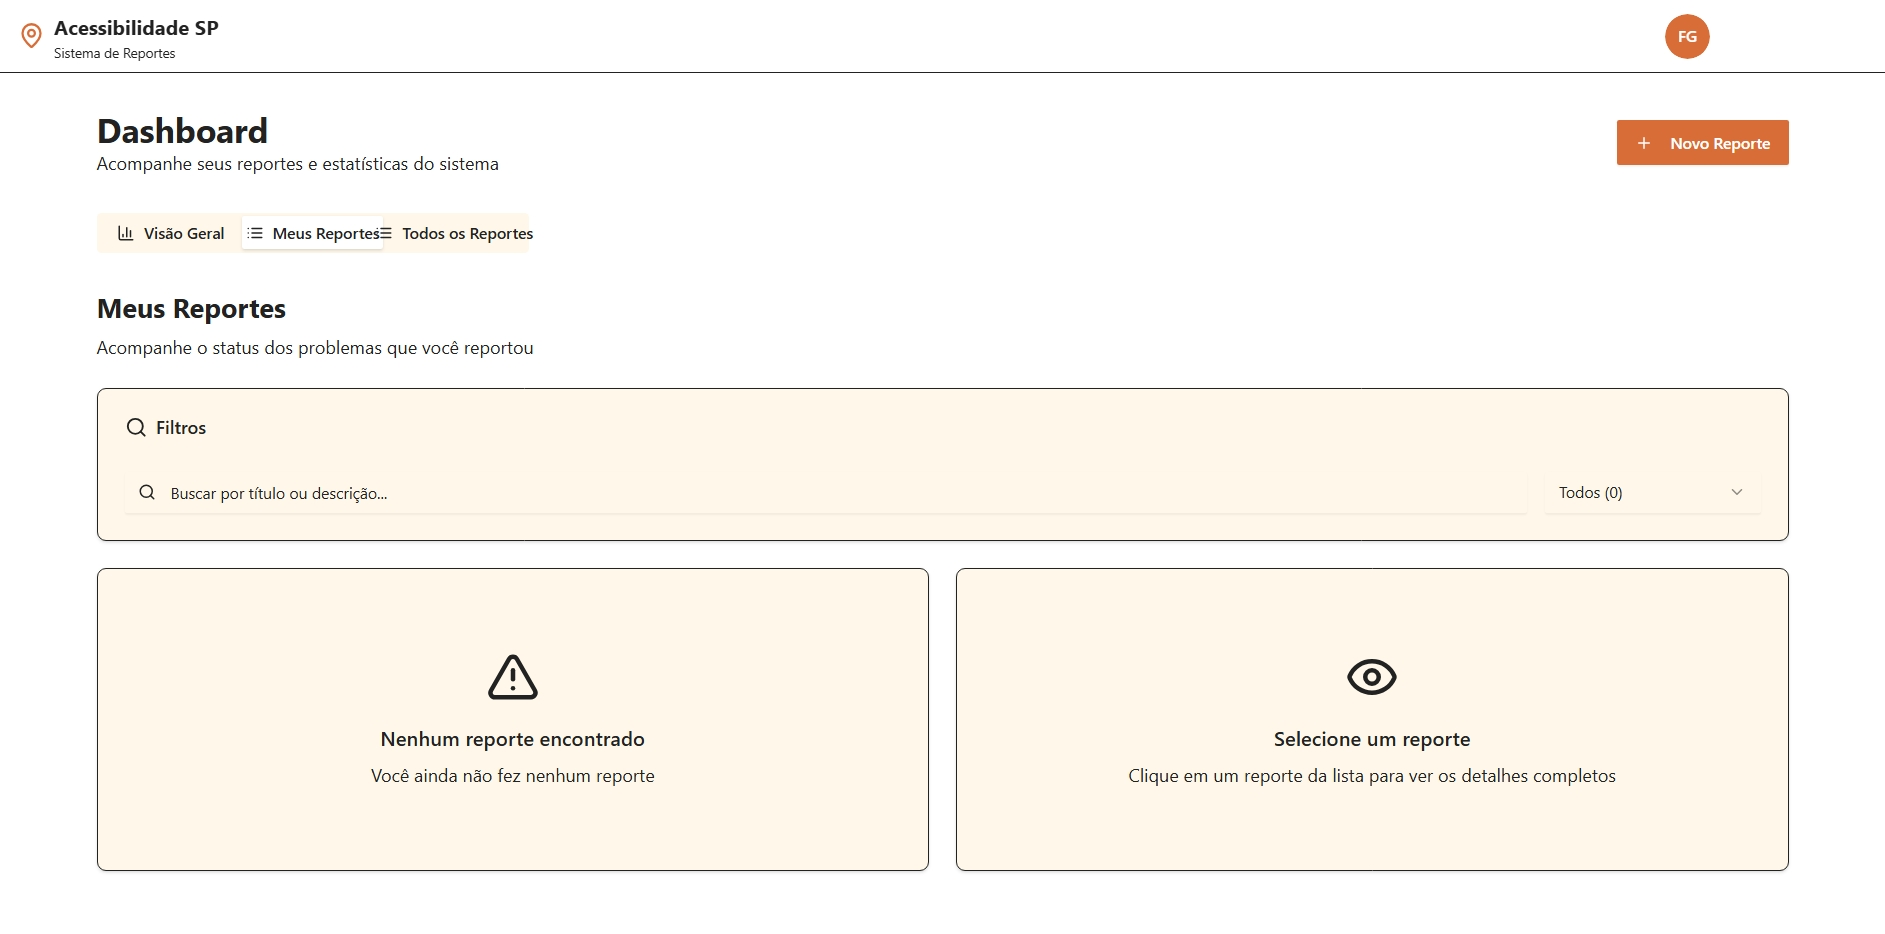 Acessibilidade SP
Sistema de Reportes
FG
Dashboard
Acompanhe seus reportes e estatísticas do sistema
Novo Reporte
Visão Geral
Meus Reportes
Todos os Reportes
Meus Reportes
Acompanhe o status dos problemas que você reportou
Filtros
Buscar por título ou descrição...
Todos (0)
Nenhum reporte encontrado
Você ainda não fez nenhum reporte
Selecione um reporte
Clique em um reporte da lista para ver os detalhes completos